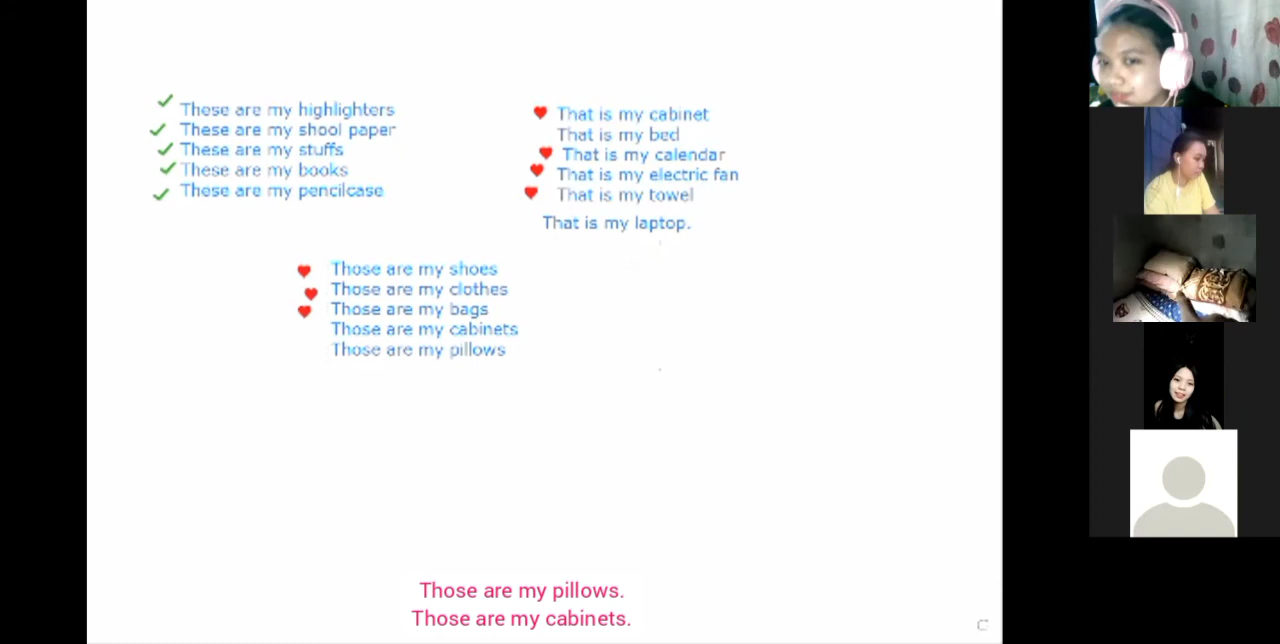 These are my highlighters
These are my shool paper
These are my stuffs
These are my books
These are my pencilcase
That is my cabinet
That is my bed
That is my calendar
That is my electric fan
That is my towel
That is my laptop.
Those are my shoes
Those are my clothes
Those are my bags
Those are my cabinets
Those are my pillows
Those are my pillows.
Those are my cabinets.